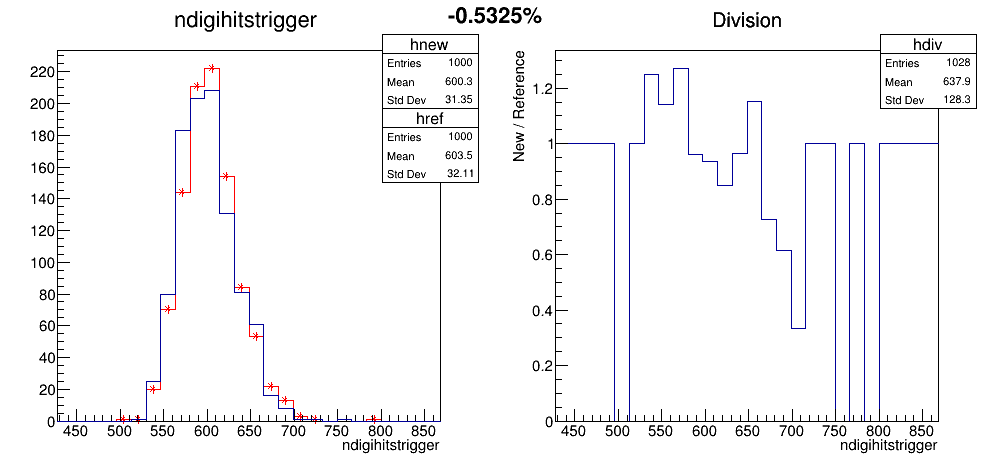 -0.5325%
ndigihitstrigger
hnew
Entries 1000
Mean 600.3
Std Dev 31.35
href
Entries 1000
Mean 603.5
Std Dev 32.11
220
200
180
160
140
120
100
80
60
40
20
0
450 500 550 600 650 700 750 800 850
ndigihitstrigger
Division
hdiv
Entries 1028
Mean 637.9
Std Dev 128.3
New / Reference
1.2
1
0.8
0.6
0.4
0.2
0
450 500 550 600 650 700 750 800 850
ndigihitstrigger